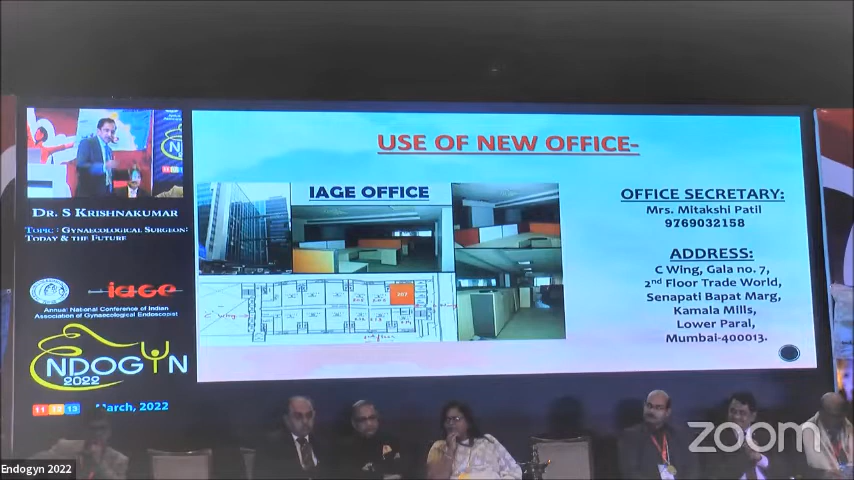 USE OF NEW OFFICE-
IAGE OFFICE
OFFICE SECRETARY:
Mrs. Mitakshi Patil
9769032158
ADDRESS:
C Wing, Gala no. 7,
2nd Floor Trade World,
Senapati Bapat Marg,
Kamala Mills,
Lower Paral,
Mumbai-400013.
DR. S KRISHNAKUMAR
TOPIC : GYNAECOLOGICAL SURGEON:
TODAY & THE FUTURE
iage
Annual National Conference of Indian
Association of Gynaecological Endoscopist
ENDOGYN
2022
11 12 13 March, 2022
C wing
zoom
Endogyn 2022